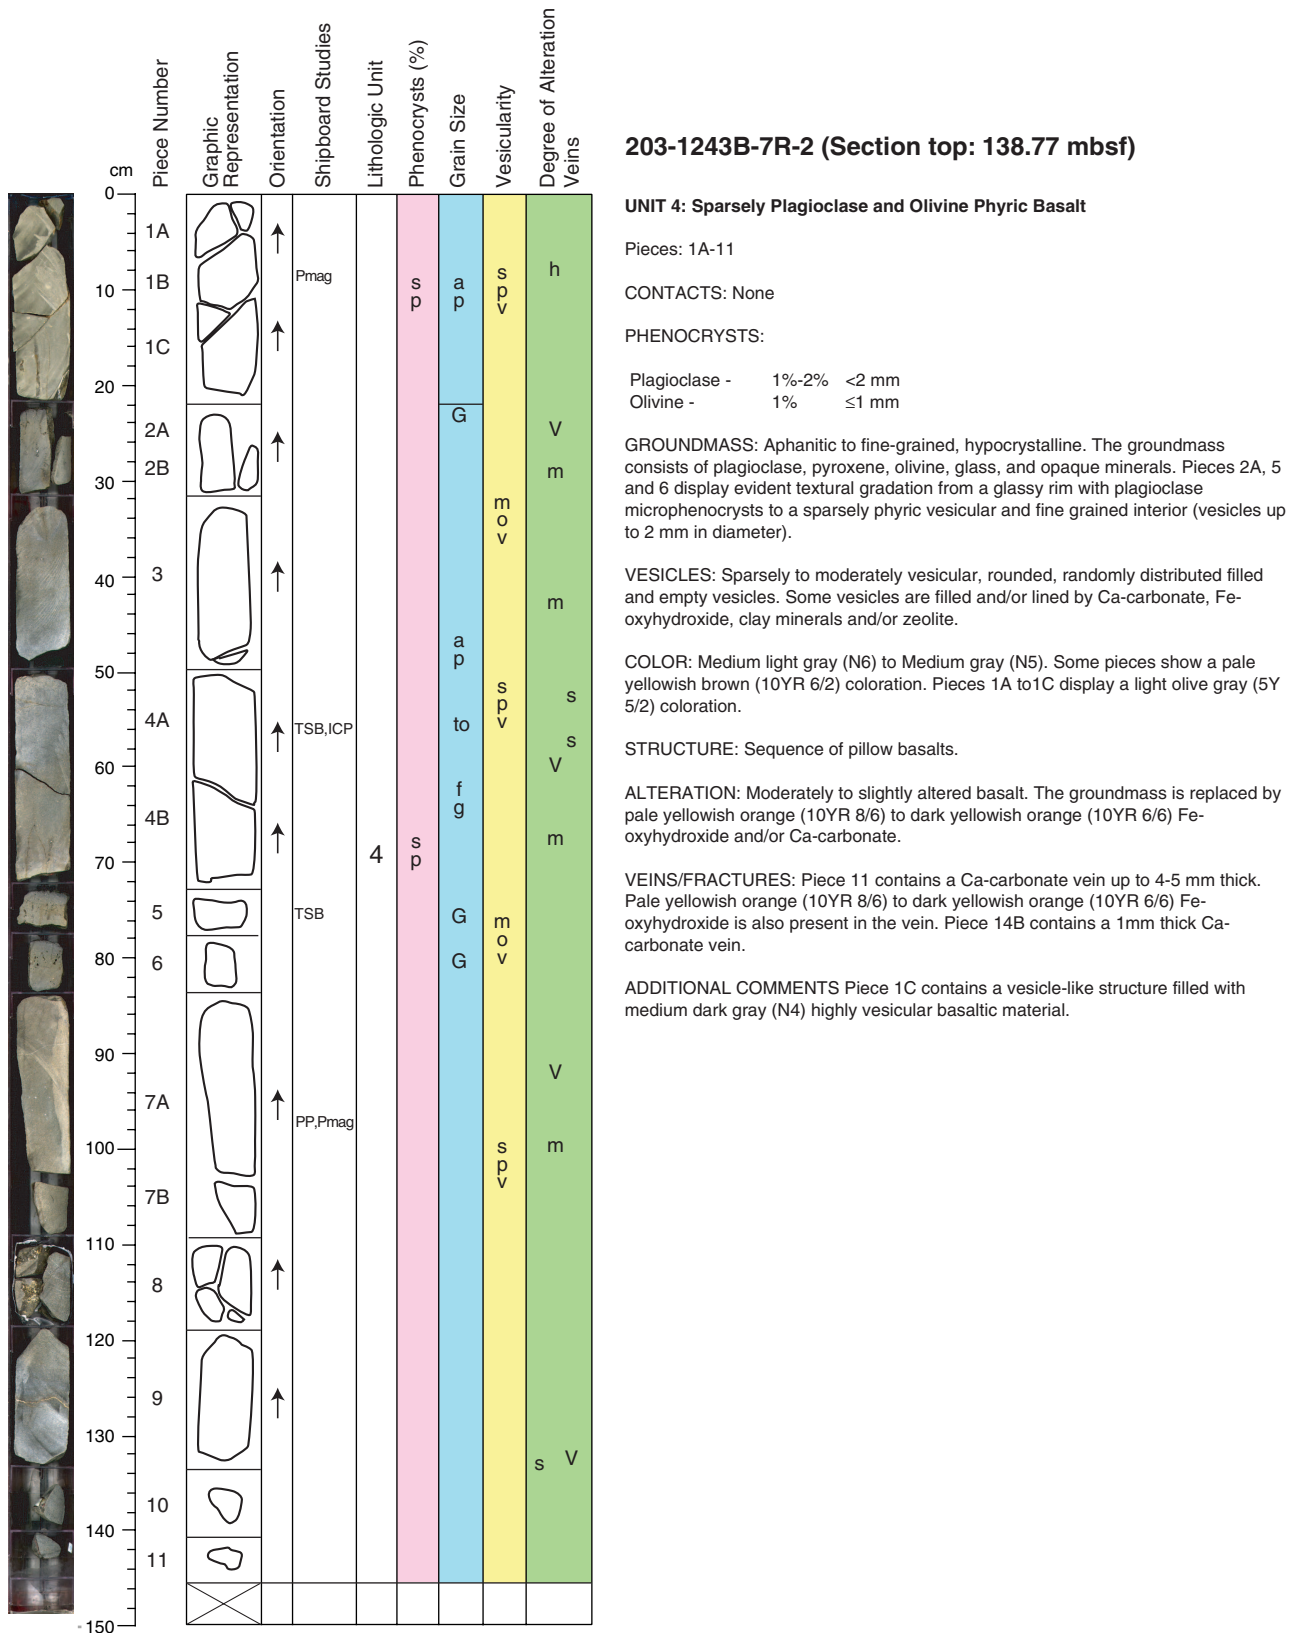 cm
Piece Number
Graphic
Representation
Orientation
Shipboard Studies
Lithologic Unit
Phenocrysts (%)
Grain Size
Vesicularity
Degree of Alteration
Veins
0
10
20
30
40
50
60
70
80
90
100
110
120
130
140
150
1A
1B
1C
2A
2B
3
4A
4B
5
6
7A
7B
8
9
10
11
Pmag
TSB,ICP
TSB
PP,Pmag
4
s
p
s
p
a
p
G
a
p
to
f
g
G
G
s
p
v
m
o
v
s
p
v
m
o
v
s
p
v
h
V
m
m
s
s
V
m
V
m
s
V
203-1243B-7R-2 (Section top: 138.77 mbsf)
UNIT 4: Sparsely Plagioclase and Olivine Phyric Basalt
Pieces: 1A-11
CONTACTS: None
PHENOCRYSTS:
Plagioclase - 1%-2% <2 mm
Olivine - 1% ≤1 mm
GROUNDMASS: Aphanitic to fine-grained, hypocrystalline. The groundmass
consists of plagioclase, pyroxene, olivine, glass, and opaque minerals. Pieces 2A, 5
and 6 display evident textural gradation from a glassy rim with plagioclase
microphenocrysts to a sparsely phyric vesicular and fine grained interior (vesicles up
to 2 mm in diameter).
VESICLES: Sparsely to moderately vesicular, rounded, randomly distributed filled
and empty vesicles. Some vesicles are filled and/or lined by Ca-carbonate, Fe-
oxyhydroxide, clay minerals and/or zeolite.
COLOR: Medium light gray (N6) to Medium gray (N5). Some pieces show a pale
yellowish brown (10YR 6/2) coloration. Pieces 1A to1C display a light olive gray (5Y
5/2) coloration.
STRUCTURE: Sequence of pillow basalts.
ALTERATION: Moderately to slightly altered basalt. The groundmass is replaced by
pale yellowish orange (10YR 8/6) to dark yellowish orange (10YR 6/6) Fe-
oxyhydroxide and/or Ca-carbonate.
VEINS/FRACTURES: Piece 11 contains a Ca-carbonate vein up to 4-5 mm thick.
Pale yellowish orange (10YR 8/6) to dark yellowish orange (10YR 6/6) Fe-
oxyhydroxide is also present in the vein. Piece 14B contains a 1mm thick Ca-
carbonate vein.
ADDITIONAL COMMENTS Piece 1C contains a vesicle-like structure filled with
medium dark gray (N4) highly vesicular basaltic material.